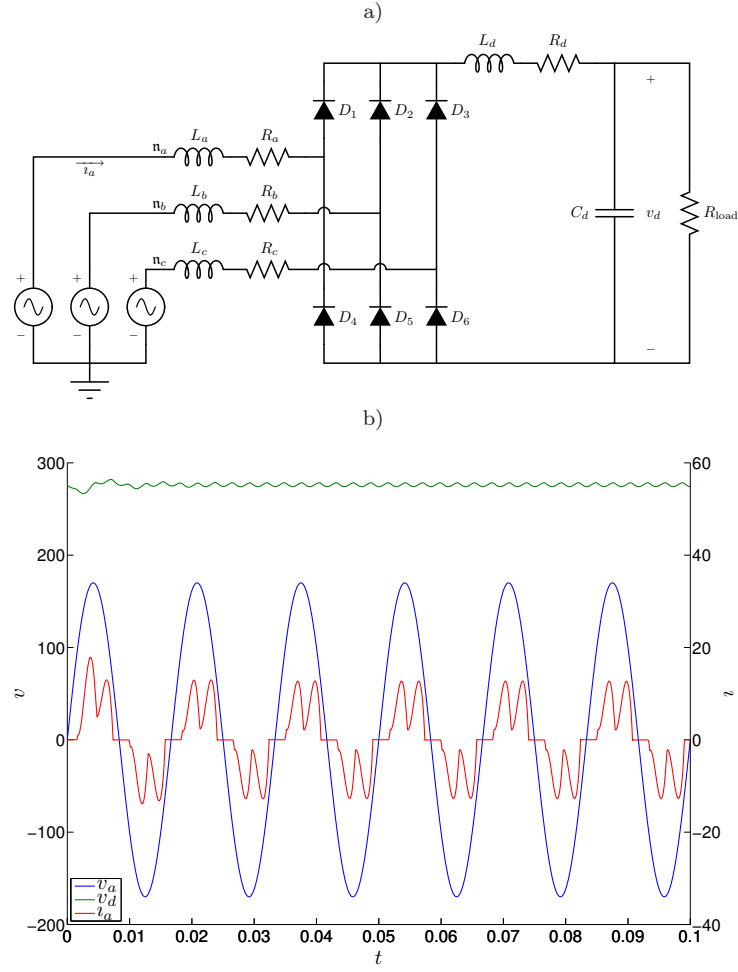 a)
L_d R_d
+
D_1 D_2 D_3
L_a R_a
𝔫_a
i_a
L_b R_b
𝔫_b
C_d v_d R_load
L_c R_c
𝔫_c
+ + +
D_4 D_5 D_6
− − −
−
b)
300 60
200 40
100 20
v 0 0 i
−100 −20
v_a
v_d
i_a
−200 −40
0 0.01 0.02 0.03 0.04 0.05 0.06 0.07 0.08 0.09 0.1
t